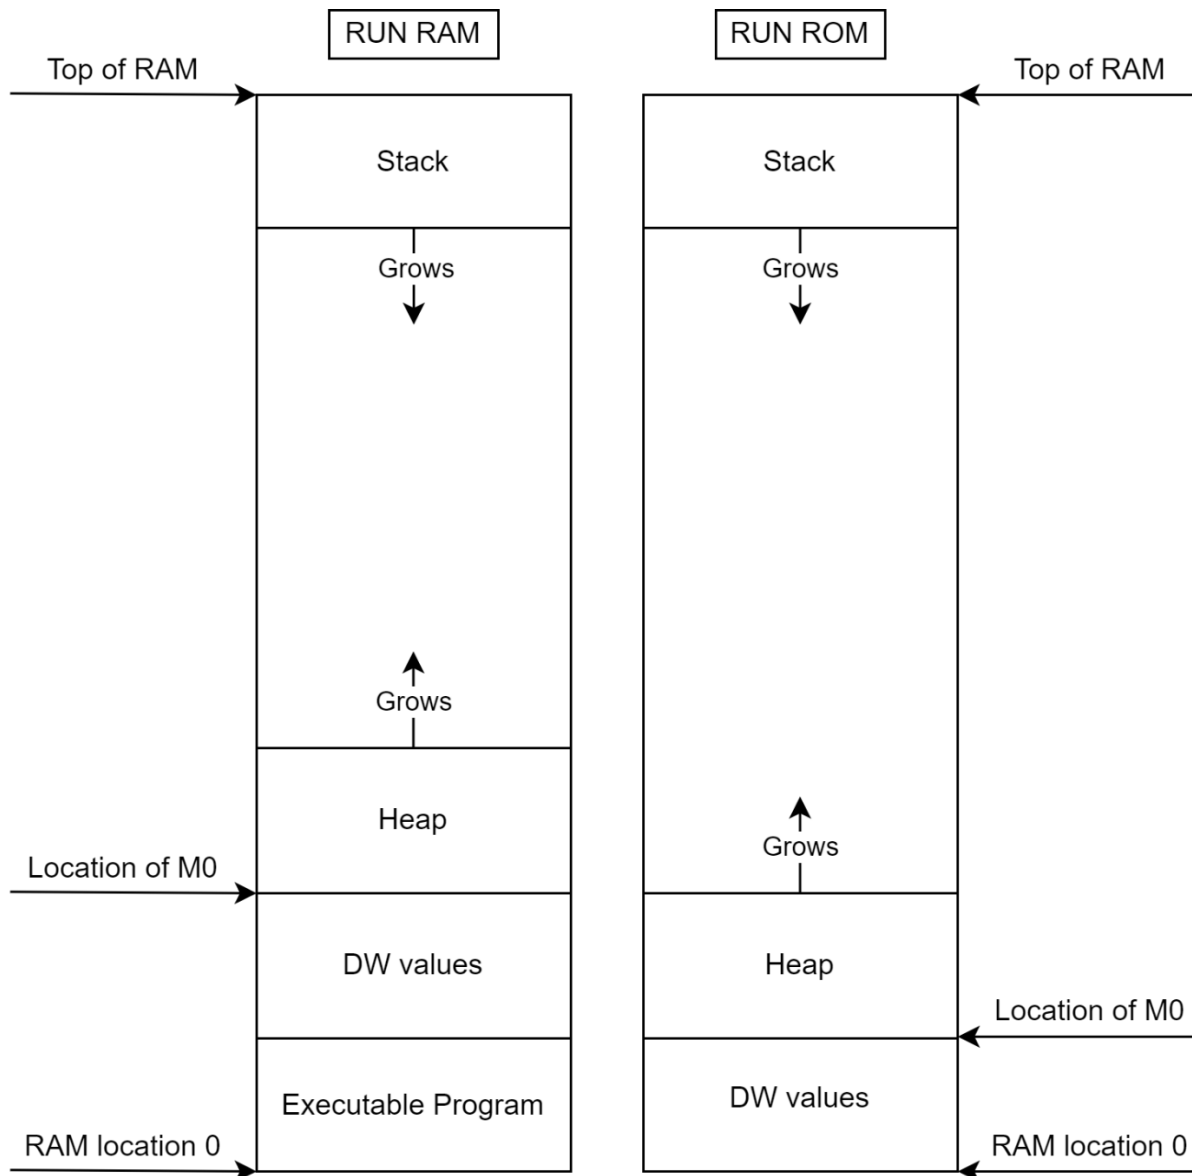 RUN RAM
RUN ROM
Top of RAM
Top of RAM
Stack
Stack
Grows
Grows
Grows
Heap
Grows
Location of M0
DW values
Heap
Location of M0
Executable Program
DW values
RAM location 0
RAM location 0